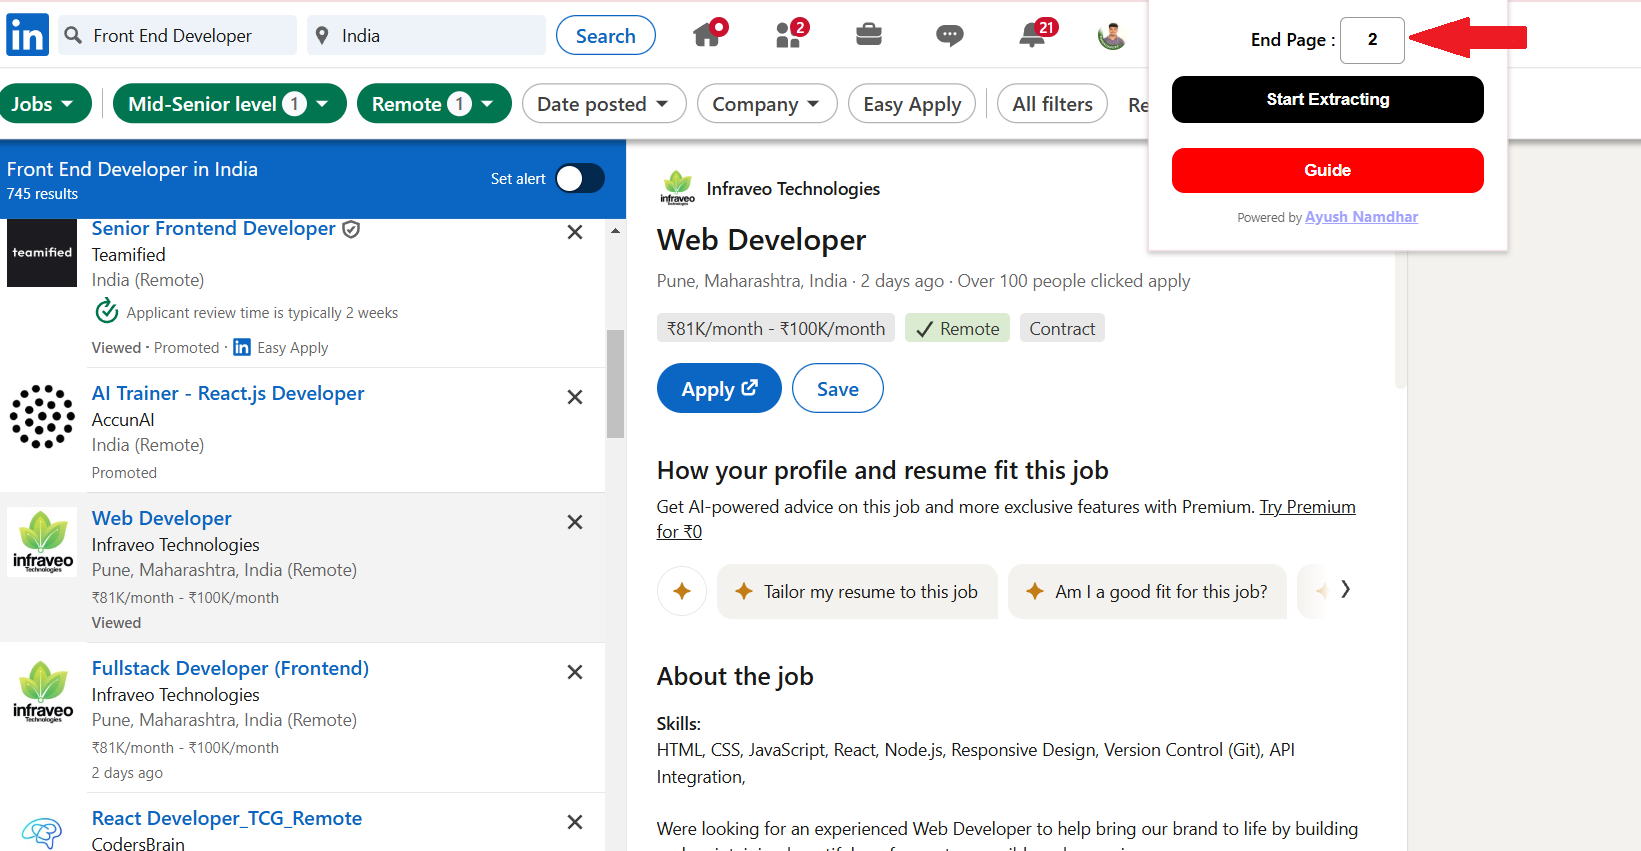 in Front End Developer India Search 2 21
End Page : 2
Start Extracting
Guide
Powered by Ayush Namdhar
Jobs Mid-Senior level 1 Remote 1 Date posted Company Easy Apply All filters Re
Front End Developer in India
745 results
Set alert
teamified
Senior Frontend Developer
Teamified
India (Remote)
Applicant review time is typically 2 weeks
Viewed · Promoted · in Easy Apply
AI Trainer - React.js Developer
AccunAI
India (Remote)
Promoted
infraveo
Technologies
Web Developer
Infraveo Technologies
Pune, Maharashtra, India (Remote)
₹81K/month - ₹100K/month
Viewed
infraveo
Technologies
Fullstack Developer (Frontend)
Infraveo Technologies
Pune, Maharashtra, India (Remote)
₹81K/month - ₹100K/month
2 days ago
React Developer_TCG_Remote
CodersBrain
infraveo
Technologies
Infraveo Technologies
Web Developer
Pune, Maharashtra, India · 2 days ago · Over 100 people clicked apply
₹81K/month - ₹100K/month Remote Contract
Apply Save
How your profile and resume fit this job
Get AI-powered advice on this job and more exclusive features with Premium. Try Premium
for ₹0
Tailor my resume to this job Am I a good fit for this job?
About the job
Skills:
HTML, CSS, JavaScript, React, Node.js, Responsive Design, Version Control (Git), API
Integration,
Were looking for an experienced Web Developer to help bring our brand to life by building